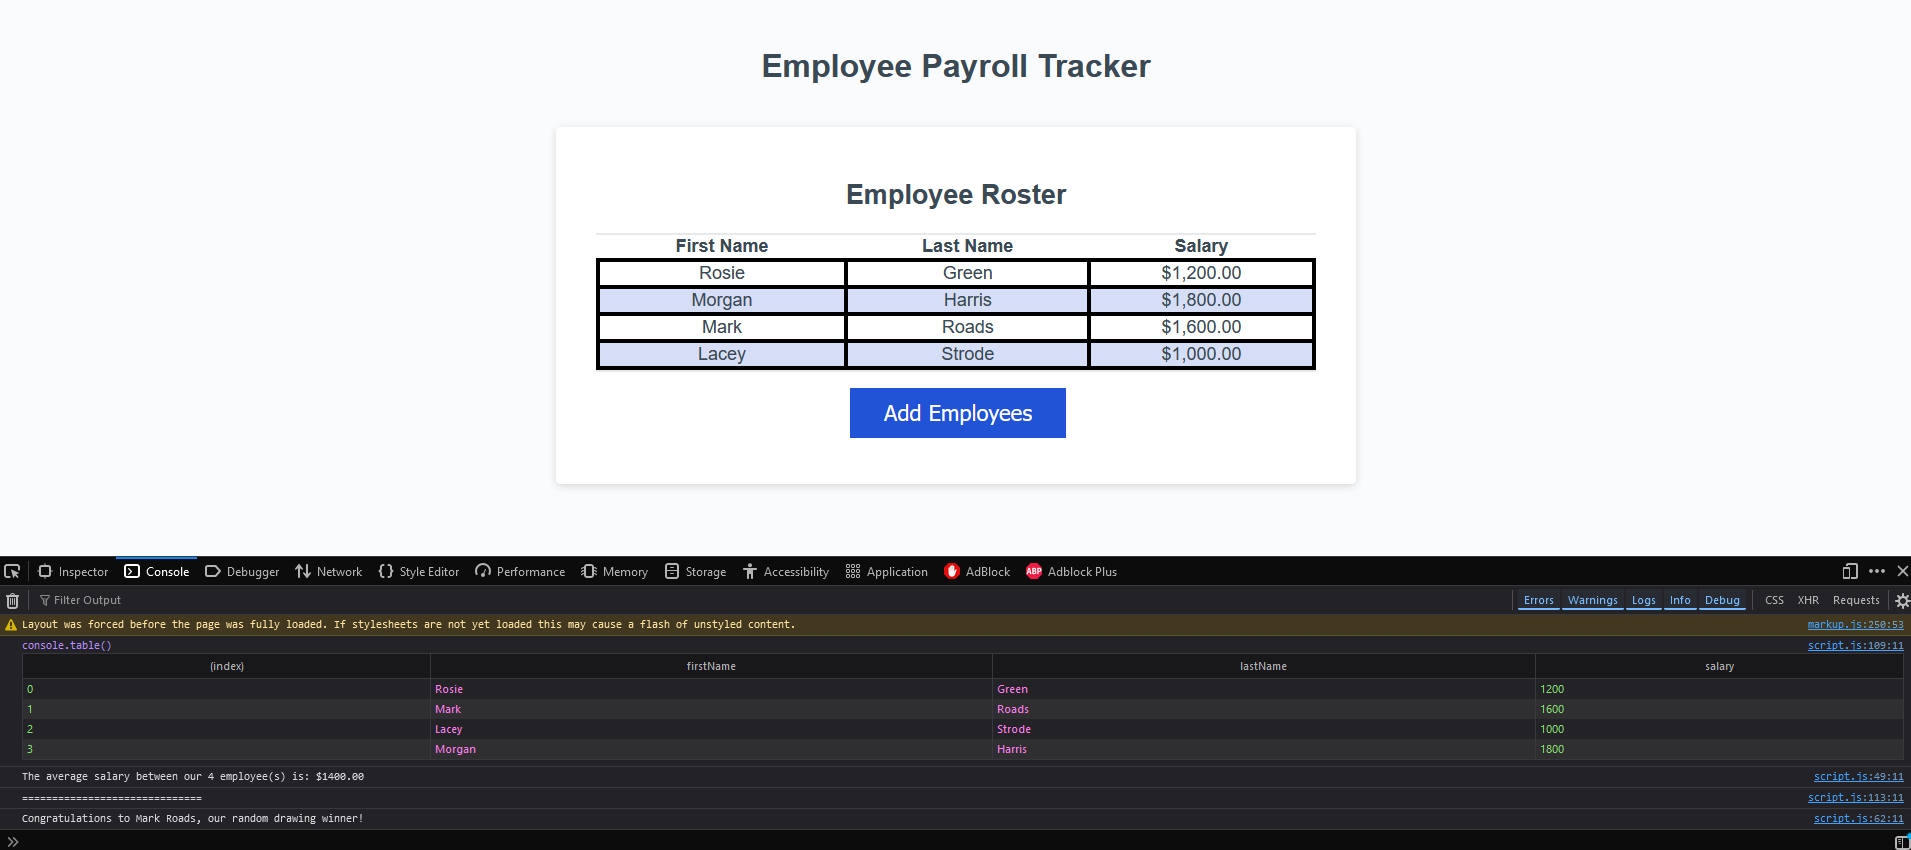 Employee Payroll Tracker
Employee Roster
First Name Last Name Salary
Rosie Green $1,200.00
Morgan Harris $1,800.00
Mark Roads $1,600.00
Lacey Strode $1,000.00
Add Employees
Inspector Console Debugger Network Style Editor Performance Memory Storage Accessibility Application AdBlock ABP Adblock Plus
Filter Output Errors Warnings Logs Info Debug CSS XHR Requests
Layout was forced before the page was fully loaded. If stylesheets are not yet loaded this may cause a flash of unstyled content. markup.js:250:53
console.table() script.js:109:11
(index) firstName lastName salary
0 Rosie Green 1200
1 Mark Roads 1600
2 Lacey Strode 1000
3 Morgan Harris 1800
The average salary between our 4 employee(s) is: $1400.00 script.js:49:11
============================== script.js:113:11
Congratulations to Mark Roads, our random drawing winner! script.js:62:11